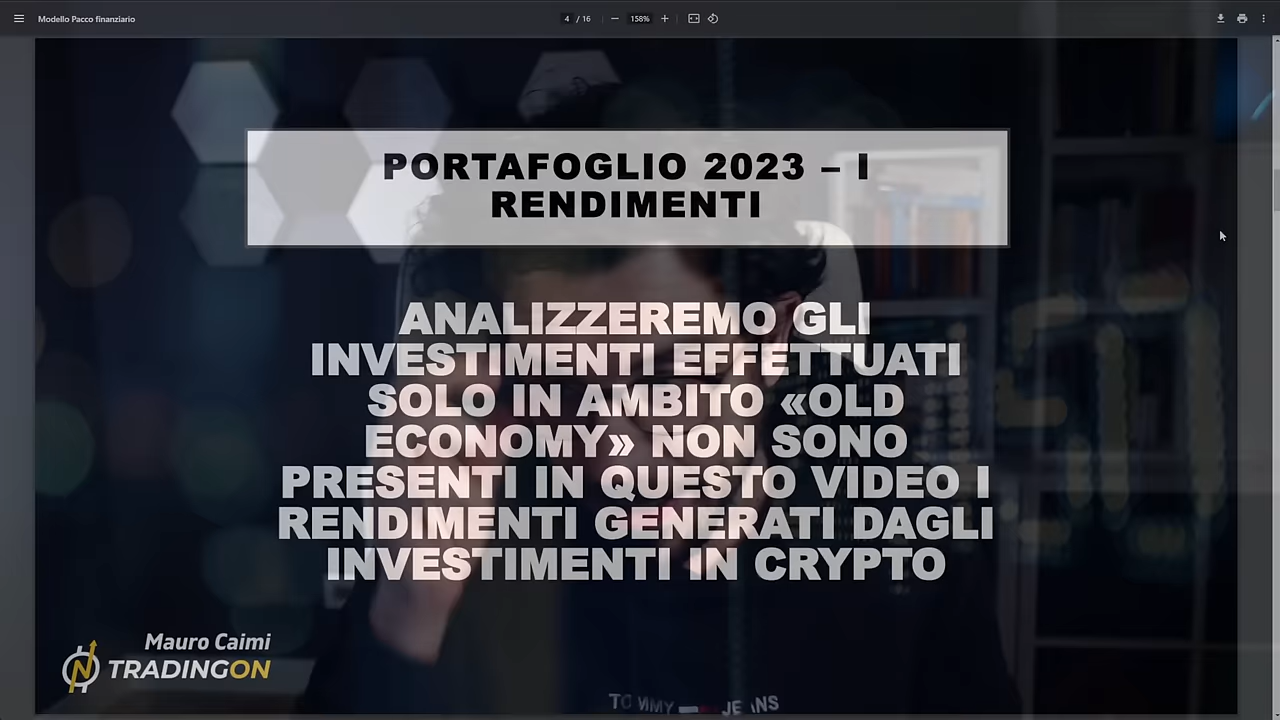 Modello Pacco finanziario
4 / 16
158%
PORTAFOGLIO 2023 – I
RENDIMENTI
ANALIZZEREMO GLI
INVESTIMENTI EFFETTUATI
SOLO IN AMBITO «OLD
ECONOMY» NON SONO
PRESENTI IN QUESTO VIDEO I
RENDIMENTI GENERATI DAGLI
INVESTIMENTI IN CRYPTO
Mauro Caimi
TRADINGON
TOMMY JEANS